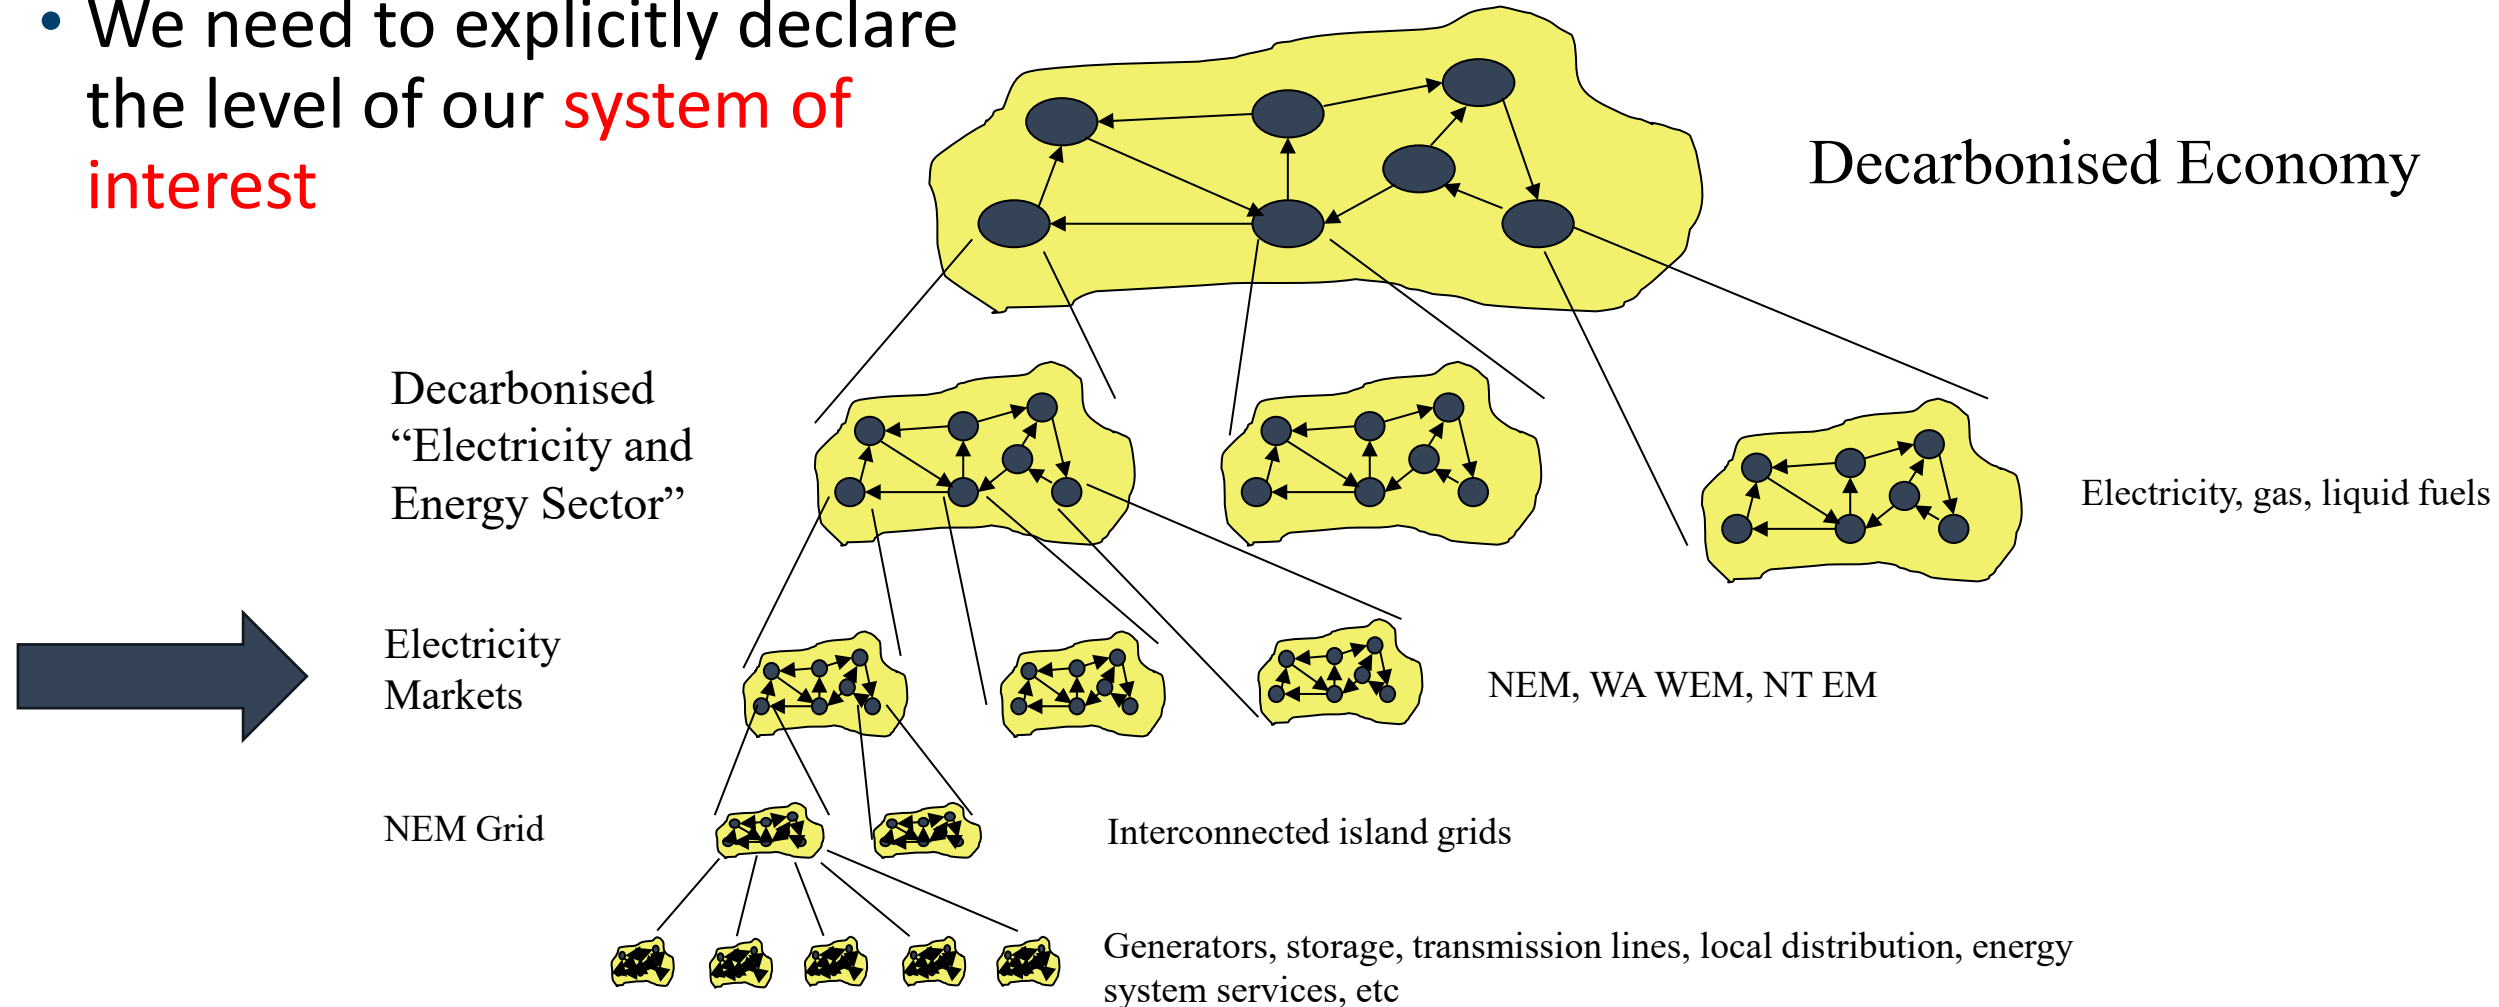 • We need to explicitly declare
the level of our system of
interest
Decarbonised Economy
Decarbonised
“Electricity and
Energy Sector”
Electricity, gas, liquid fuels
Electricity
Markets
NEM, WA WEM, NT EM
NEM Grid
Interconnected island grids
Generators, storage, transmission lines, local distribution, energy
system services, etc